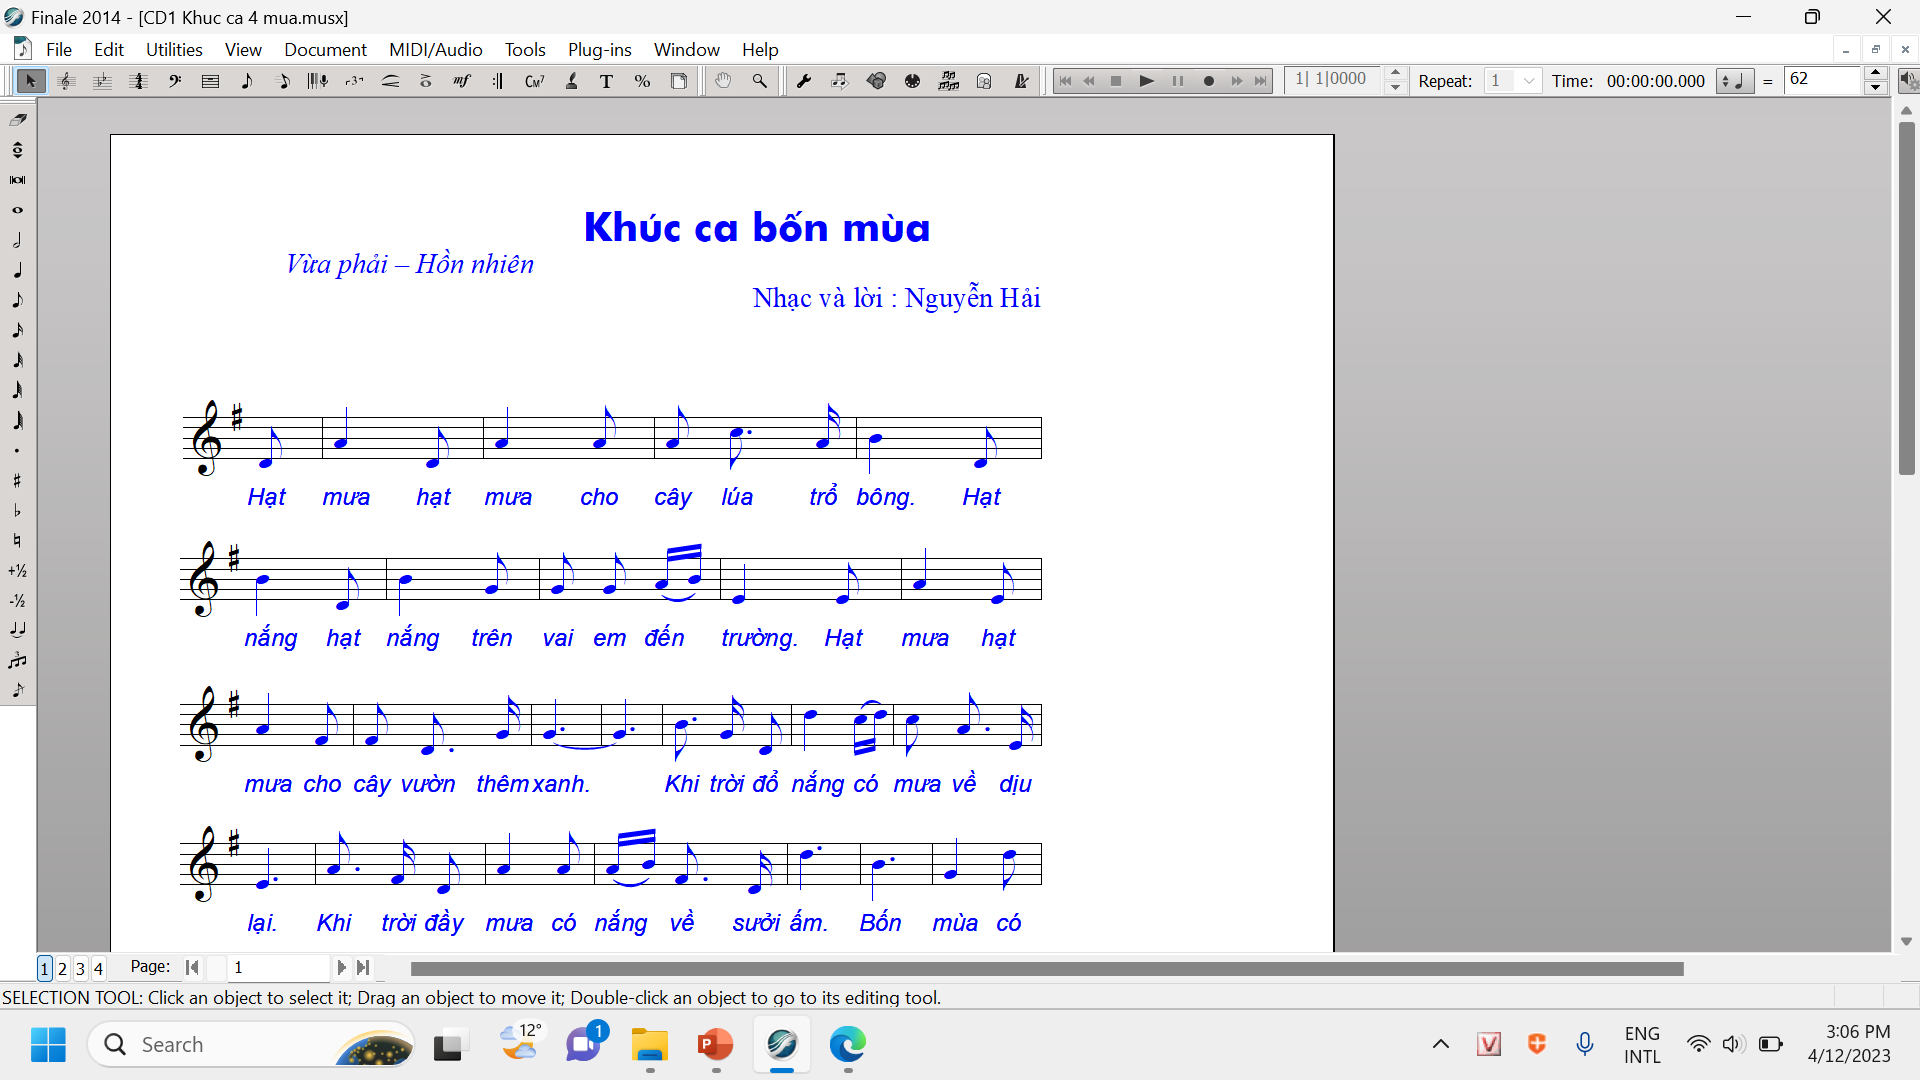 Finale 2014 - [CD1 Khuc ca 4 mua.musx]
File Edit Utilities View Document MIDI/Audio Tools Plug-ins Window Help
1| 1|0000 Repeat: 1 Time: 00:00:00.000 = 62
Khúc ca bốn mùa
Vừa phải – Hồn nhiên
Nhạc và lời : Nguyễn Hải
Hạt mưa hạt mưa cho cây lúa trổ bông. Hạt
nắng hạt nắng trên vai em đến trường. Hạt mưa hạt
mưa cho cây vườn thêm xanh. Khi trời đổ nắng có mưa về dịu
lại. Khi trời đầy mưa có nắng về sưởi ấm. Bốn mùa có
1 2 3 4 Page: 1
SELECTION TOOL: Click an object to select it; Drag an object to move it; Double-click an object to go to its editing tool.
Search
12°
1
ENG
INTL
3:06 PM
4/12/2023